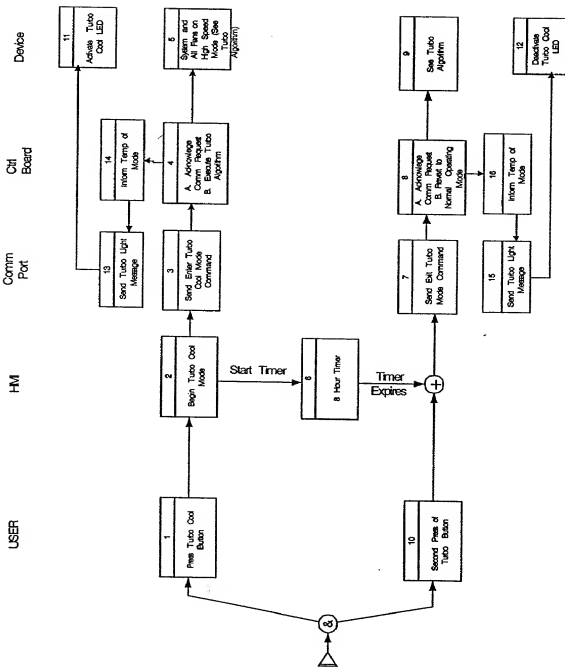 USER
HMI
Comm
Port
Ctrl
Board
Device
&
1
Press Turbo Cool
Button
2
Begin Turbo Cool
Mode
3
Send Enter Turbo
Cool Mode
Command
4
A. Acknowlege
Comm Request
B. Execute Turbo
Algorithm
5
System and
All Fans on
High Speed
Mode (See
Turbo
Algorithm)
14
Inform Temp of
Mode
13
Send Turbo Light
Message
11
Activate Turbo
Cool LED
Start Timer
6
8 Hour Timer
Timer
Expires
10
Second Press of
Turbo Button
+
7
Send Exit Turbo
Mode Command
8
A. Acknowlege
Comm Request
B. Revert to
Normal Operating
Mode
9
See Turbo
Algorithm
16
Inform Temp of
Mode
15
Send Turbo Light
Message
12
Deactivate Turbo Cool
LED